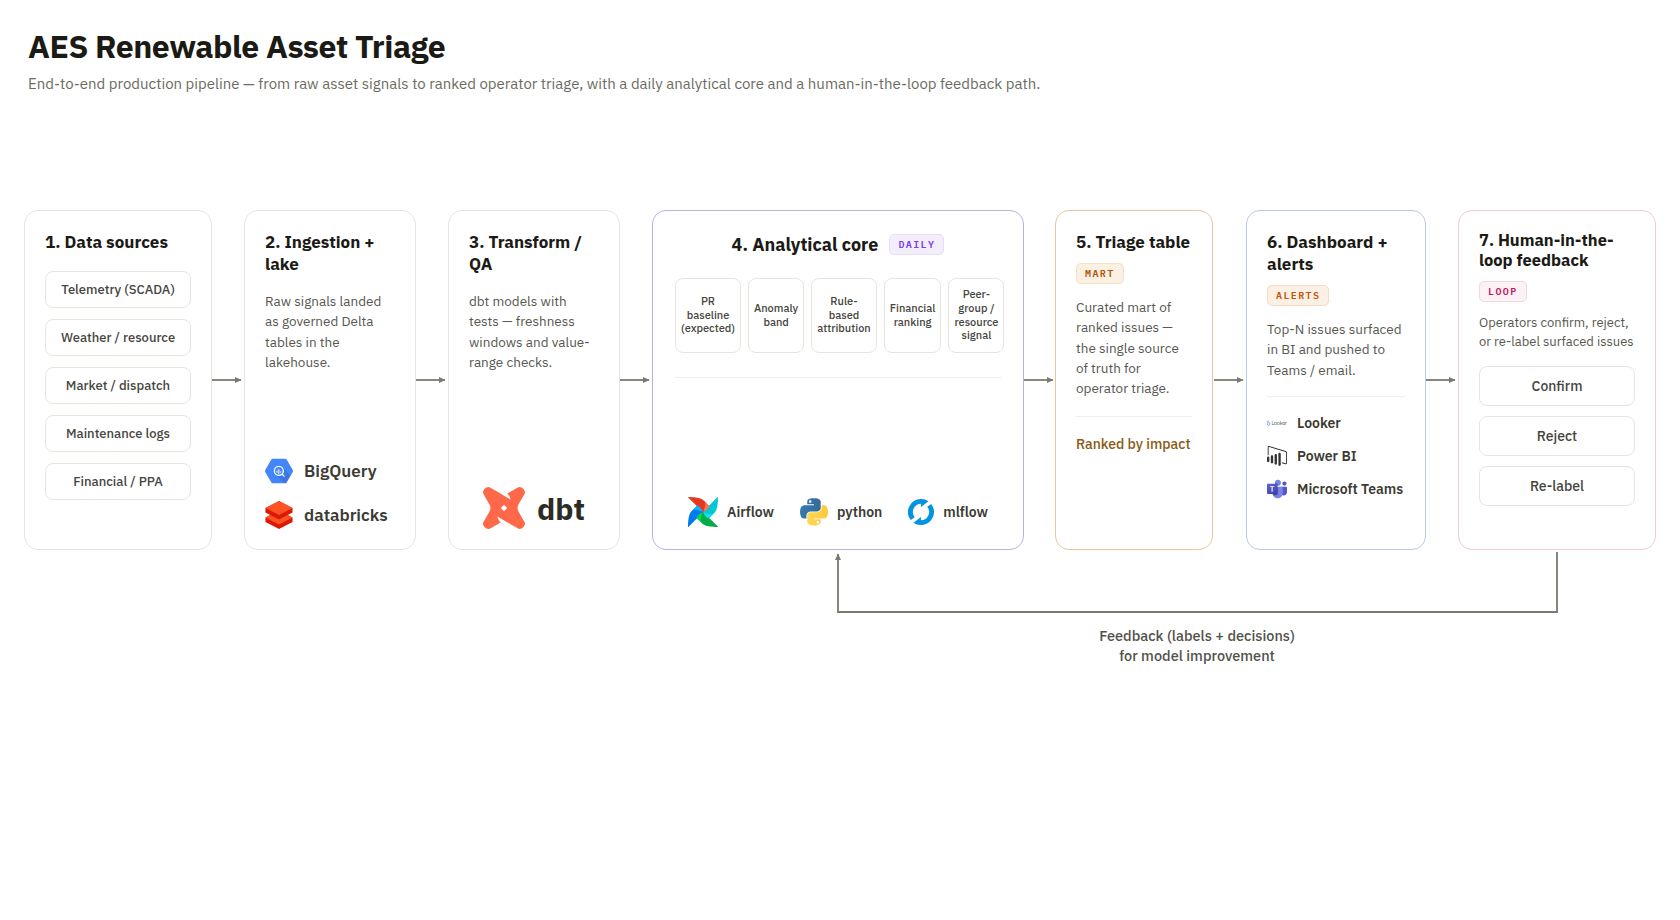 AES Renewable Asset Triage
End-to-end production pipeline — from raw asset signals to ranked operator triage, with a daily analytical core and a human-in-the-loop feedback path.
1. Data sources
Telemetry (SCADA)
Weather / resource
Market / dispatch
Maintenance logs
Financial / PPA
2. Ingestion +
lake
Raw signals landed
as governed Delta
tables in the
lakehouse.
BigQuery
databricks
3. Transform /
QA
dbt models with
tests — freshness
windows and value-
range checks.
dbt
4. Analytical core
DAILY
PR
baseline
(expected)
Anomaly
band
Rule-
based
attribution
Financial
ranking
Peer-
group /
resource
signal
Airflow
python
mlflow
5. Triage table
MART
Curated mart of
ranked issues —
the single source
of truth for
operator triage.
Ranked by impact
6. Dashboard +
alerts
ALERTS
Top-N issues surfaced
in BI and pushed to
Teams / email.
Looker
Looker
Power BI
T
Microsoft Teams
7. Human-in-the-
loop feedback
LOOP
Operators confirm, reject,
or re-label surfaced issues
Confirm
Reject
Re-label
Feedback (labels + decisions)
for model improvement